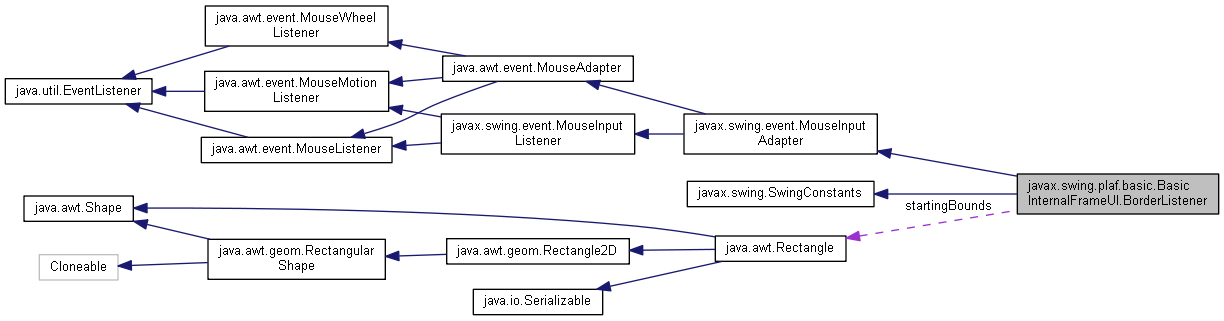 java.awt.event.MouseWheel
Listener
java.util.EventListener
java.awt.event.MouseMotion
Listener
java.awt.event.MouseListener
java.awt.event.MouseAdapter
javax.swing.event.MouseInput
Listener
javax.swing.event.MouseInput
Adapter
javax.swing.SwingConstants
javax.swing.plaf.basic.Basic
InternalFrameUI.BorderListener
startingBounds
java.awt.Shape
Cloneable
java.awt.geom.Rectangular
Shape
java.awt.geom.Rectangle2D
java.io.Serializable
java.awt.Rectangle